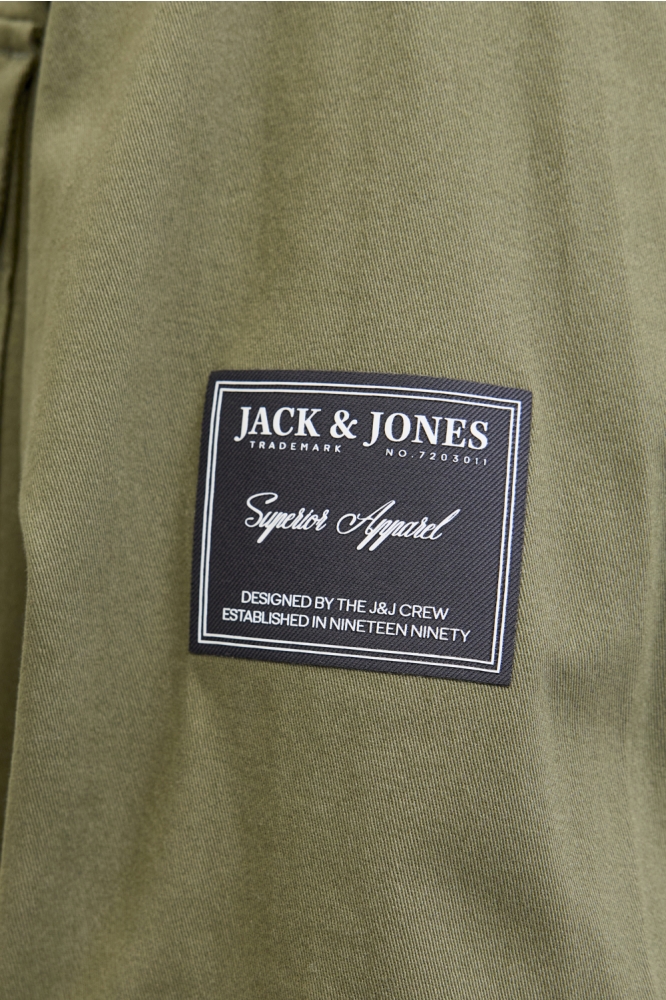 JACK & JONES
TRADEMARK NO.7203011
Superior Apparel
DESIGNED BY THE J&J CREW
ESTABLISHED IN NINETEEN NINETY